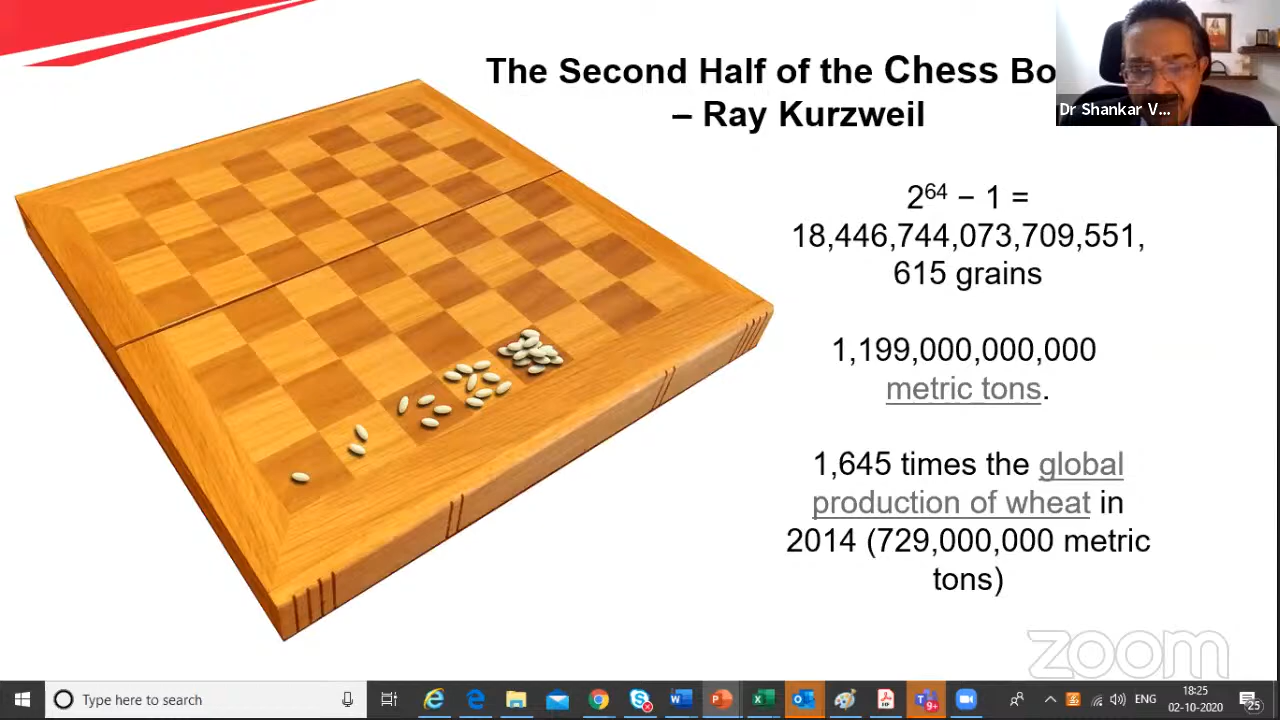 The Second Half of the Chess Bo
– Ray Kurzweil
Dr Shankar V...
2⁶⁴ − 1 =
18,446,744,073,709,551,
615 grains
1,199,000,000,000
metric tons.
1,645 times the global
production of wheat in
2014 (729,000,000 metric
tons)
zoom
Type here to search
ENG
18:25
02-10-2020
9+
25